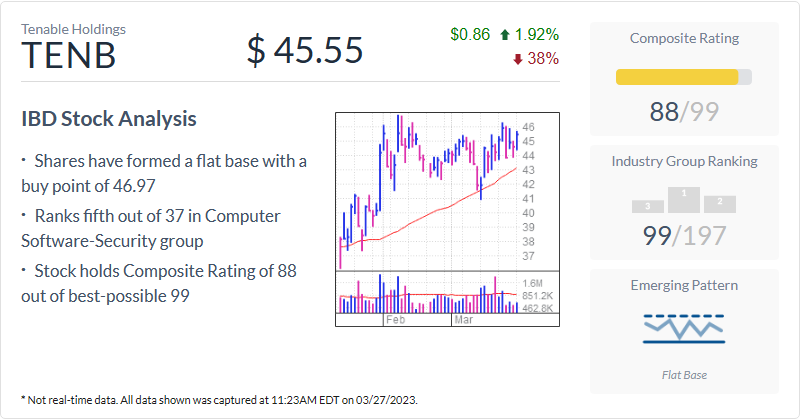 Tenable Holdings
TENB
$ 45.55
$0.86 1.92%
38%
IBD Stock Analysis
• Shares have formed a flat base with a
buy point of 46.97
• Ranks fifth out of 37 in Computer
Software-Security group
• Stock holds Composite Rating of 88
out of best-possible 99
46
45
44
43
42
41
40
39
38
37
1.6M
851.2K
462.8K
Feb
Mar
Composite Rating
88/99
Industry Group Ranking
3
1
2
99/197
Emerging Pattern
Flat Base
* Not real-time data. All data shown was captured at 11:23AM EDT on 03/27/2023.